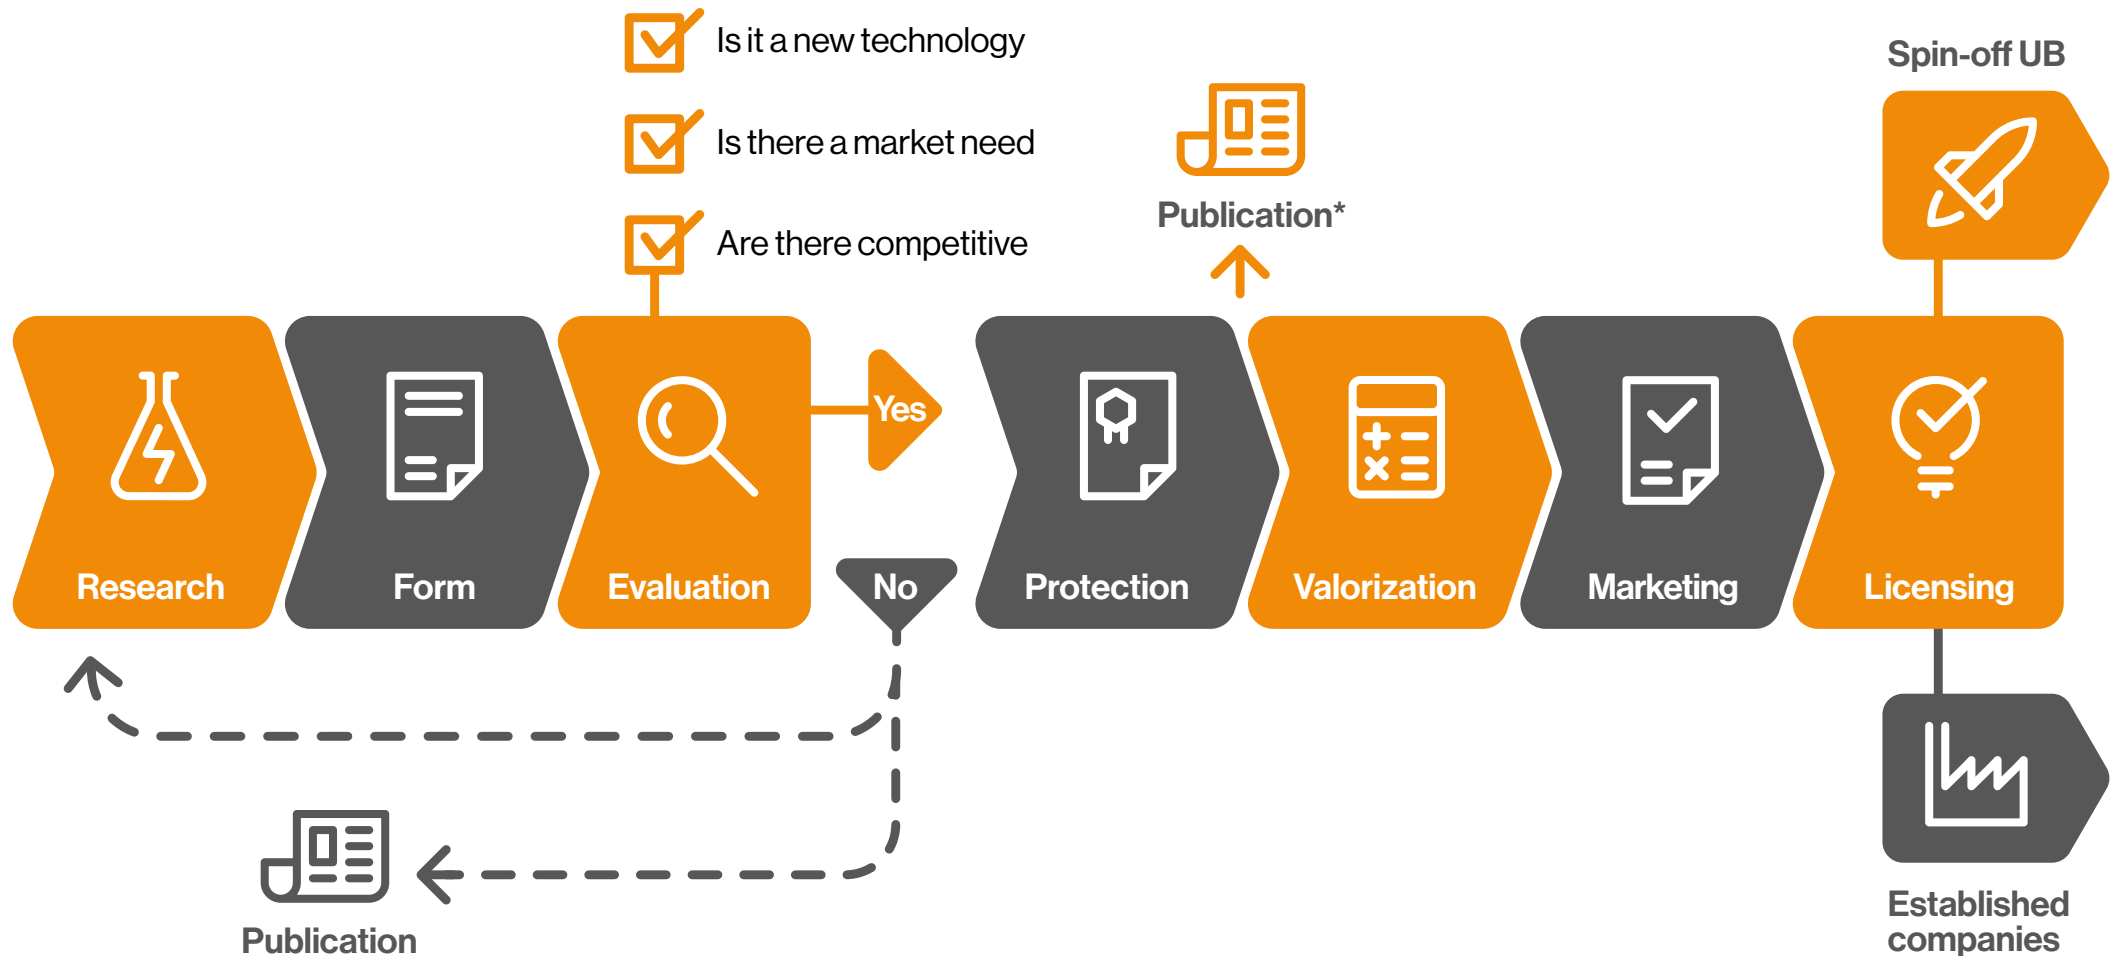 Is it a new technology
Is there a market need
Are there competitive
Publication*
Spin-off UB
Research
Form
Evaluation
Yes
No
Protection
Valorization
Marketing
Licensing
Publication
Established
companies